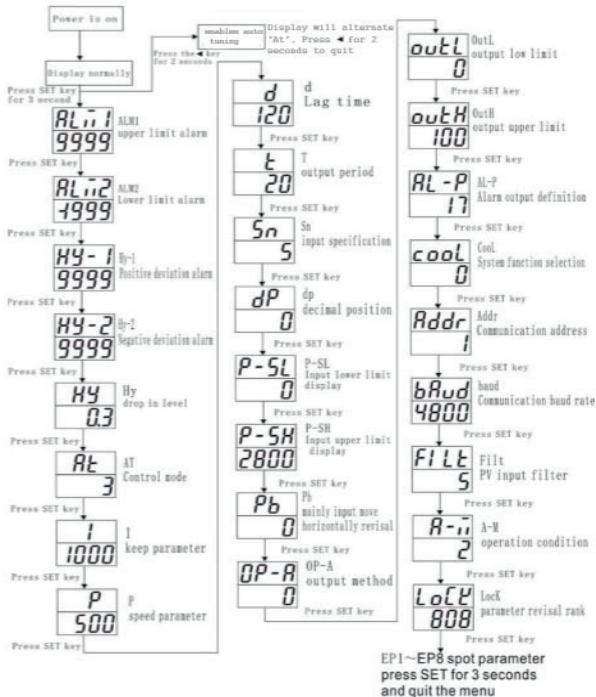 Power is on
Display normally
Press SET key
for 3 second
enables auto
tuning
Display will alternate
"At". Press ◄ for 2
seconds to quit
Press the◄ key
for 2 seconds
ALM1
9999
ALM1
upper limit alarm
Press SET key
ALM2
-1999
ALM2
Lower limit alarm
Press SET key
HY-1
9999
Hy-1
Positive deviation alarm
Press SET key
HY-2
9999
Hy-2
Negative deviation alarm
Press SET key
HY
0.3
Hy
drop in level
Press SET key
At
3
AT
Control mode
Press SET key
I
1000
I
keep parameter
Press SET key
P
500
P
speed parameter
Press SET key
d
120
d
Lag time
Press SET key
t
20
T
output period
Press SET key
Sn
5
Sn
input specification
Press SET key
dP
0
dp
decimal position
Press SET key
P-SL
0
P-SL
Input lower limit
display
Press SET key
P-SH
2800
P-SH
Input upper limit
display
Press SET key
Pb
0
Pb
mainly input move
horizontally revisal
Press SET key
OP-A
0
OP-A
output method
Press SET key
outL
0
OutL
output low limit
Press SET key
outH
100
OutH
output upper limit
Press SET key
AL-P
17
AL-P
Alarm output definition
Press SET key
cooL
0
CooL
System function selection
Press SET key
Addr
1
Addr
Communication address
Press SET key
bAud
4800
baud
Communication baud rate
Press SET key
FILt
5
Filt
PV input filter
Press SET key
A-M
2
A-M
operation condition
Press SET key
LocK
808
LocK
parameter revisal rank
Press SET key
EP1～EP8 spot parameter
press SET for 3 seconds
and quit the menu